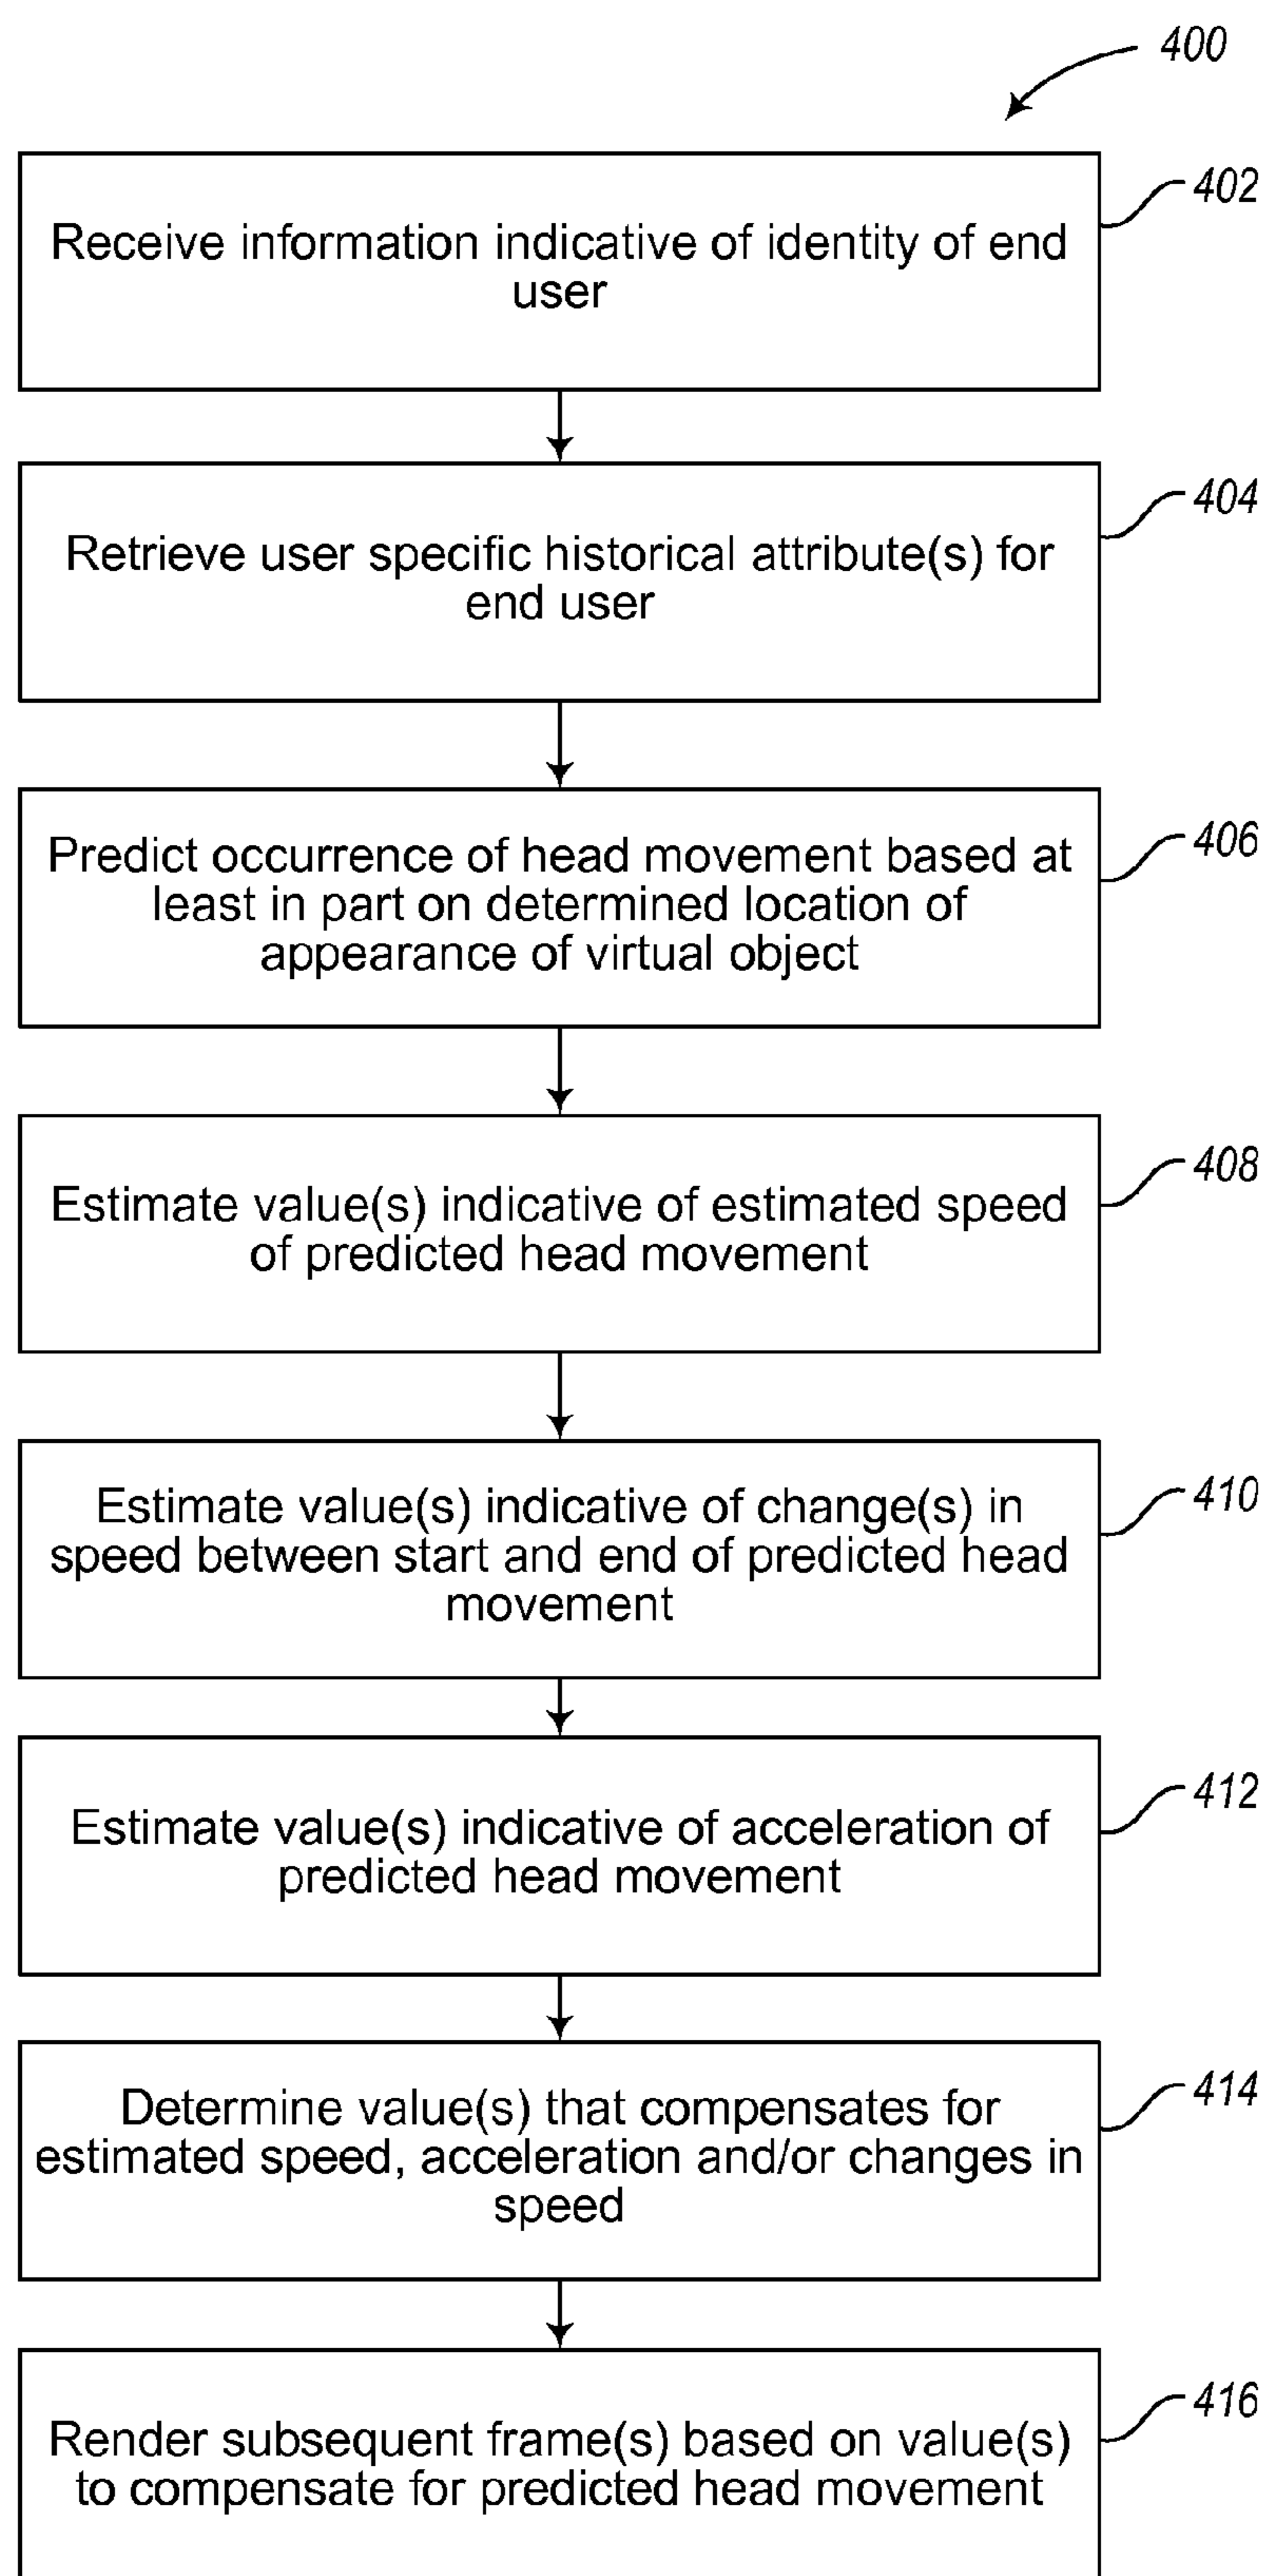 400
402
Receive information indicative of identity of end
user
404
Retrieve user specific historical attribute(s) for
end user
406
Predict occurrence of head movement based at
least in part on determined location of
appearance of virtual object
408
Estimate value(s) indicative of estimated speed
of predicted head movement
410
Estimate value(s) indicative of change(s) in
speed between start and end of predicted head
movement
412
Estimate value(s) indicative of acceleration of
predicted head movement
414
Determine value(s) that compensates for
estimated speed, acceleration and/or changes in
speed
416
Render subsequent frame(s) based on value(s)
to compensate for predicted head movement